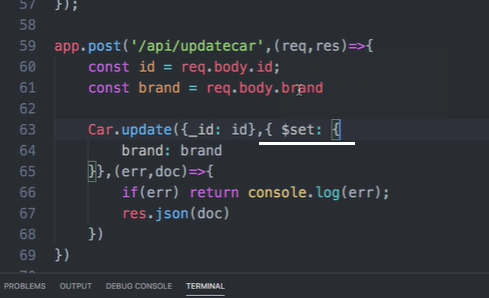 57 });
58
59 app.post('/api/updatecar',(req,res)=>{
60     const id = req.body.id;
61     const brand = req.body.brand
62
63     Car.update({_id: id},{ $set: {
64         brand: brand
65     }},(err,doc)=>{
66         if(err) return console.log(err);
67         res.json(doc)
68     })
69 })
PROBLEMS OUTPUT DEBUG CONSOLE TERMINAL